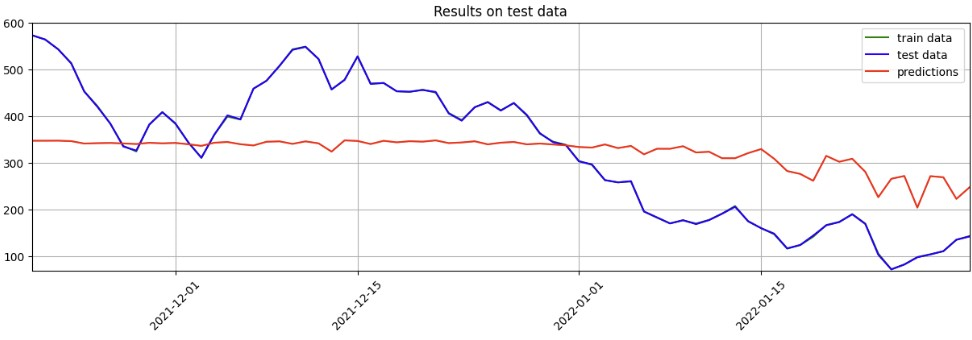 Results on test data
600
500
400
300
200
100
train data
test data
predictions
2021-12-01
2021-12-15
2022-01-01
2022-01-15